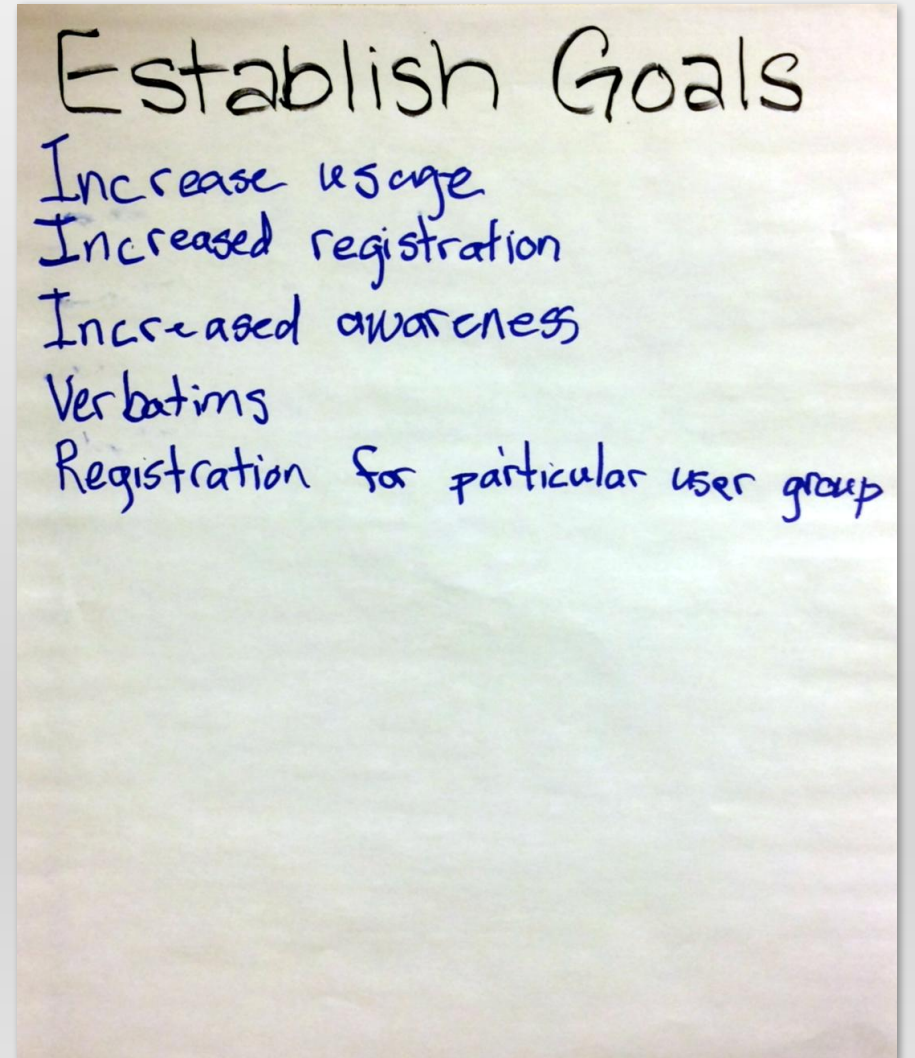 Establish Goals
Increase usage
Increased registration
Increased awareness
Verbatims
Registration for particular user group